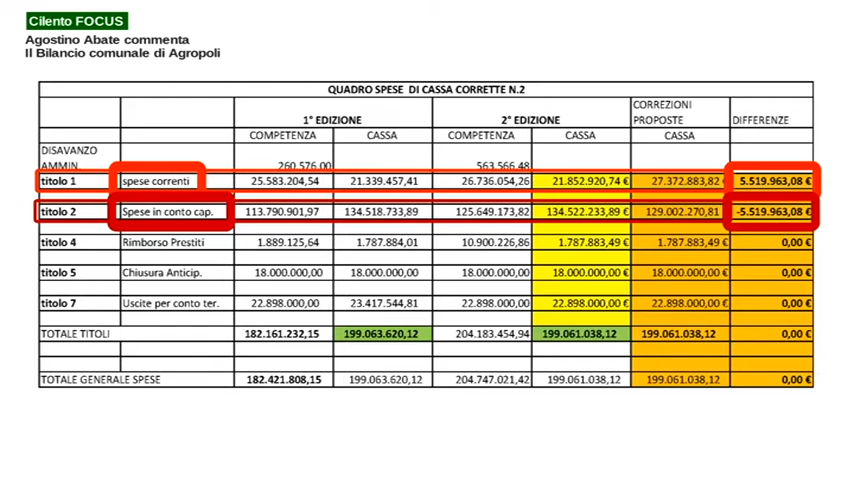 Cilento FOCUS
Agostino Abate commenta
Il Bilancio comunale di Agropoli
QUADRO SPESE DI CASSA CORRETTE N.2
1° EDIZIONE 2° EDIZIONE CORREZIONI PROPOSTE DIFFERENZE
COMPETENZA CASSA COMPETENZA CASSA CASSA
DISAVANZO
AMMIN. 260.576,00 563.566,48
titolo 1 spese correnti 25.583.204,54 21.339.457,41 26.736.054,26 21.852.920,74 € 27.372.883,82 € 5.519.963,08 €
titolo 2 Spese in conto cap. 113.790.901,97 134.518.733,89 125.649.173,82 134.522.233,89 € 129.002.270,81 -5.519.963,08 €
titolo 4 Rimborso Prestiti 1.889.125,64 1.787.884,01 10.900.226,86 1.787.883,49 € 1.787.883,49 € 0,00 €
titolo 5 Chiusura Anticip. 18.000.000,00 18.000.000,00 18.000.000,00 18.000.000,00 € 18.000.000,00 € 0,00 €
titolo 7 Uscite per conto ter. 22.898.000,00 23.417.544,81 22.898.000,00 22.898.000,00 € 22.898.000,00 € 0,00 €
TOTALE TITOLI 182.161.232,15 199.063.620,12 204.183.454,94 199.061.038,12 199.061.038,12 0,00 €
TOTALE GENERALE SPESE 182.421.808,15 199.063.620,12 204.747.021,42 199.061.038,12 199.061.038,12 0,00 €